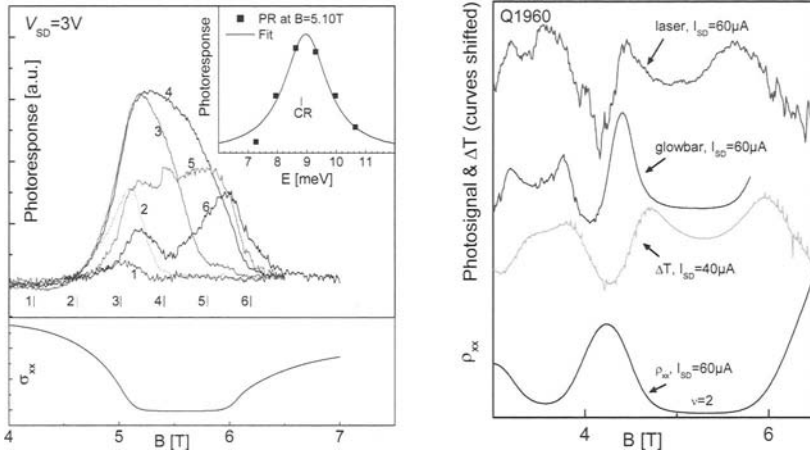 V_SD=3V
PR at B=5.10T
Fit
Photoresponse
CR
7 8 9 10 11
E [meV]
Photoresponse [a.u.]
4
3
5
2
6
1
1| 2| 3| 4| 5| 6|
σxx
4 5 6 7
B [T]
Q1960
laser, I_SD=60µA
glowbar, I_SD=60µA
ΔT, I_SD=40µA
Photosignal & ΔT (curves shifted)
ρxx
ρxx, I_SD=60µA
ν=2
4 6
B [T]